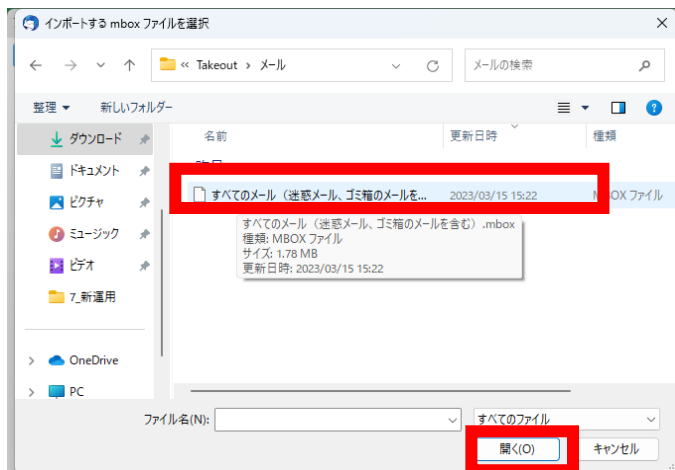 インポートする mbox ファイルを選択
« Takeout › メール
メールの検索
整理 新しいフォルダー
ダウンロード
ドキュメント
ピクチャ
ミュージック
ビデオ
7_新運用
OneDrive
PC
名前 更新日時 種類
すべてのメール（迷惑メール、ゴミ箱のメールを... 2023/03/15 15:22 MBOX ファイル
すべてのメール（迷惑メール、ゴミ箱のメールを含む）.mbox
種類: MBOX ファイル
サイズ: 1.78 MB
更新日時: 2023/03/15 15:22
ファイル名(N): すべてのファイル
開く(O) キャンセル